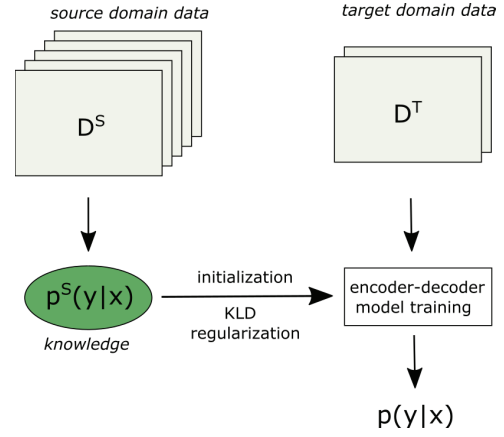 source domain data
target domain data
D^S
D^T
p^S(y|x)
knowledge
initialization
KLD
regularization
encoder-decoder
model training
p(y|x)